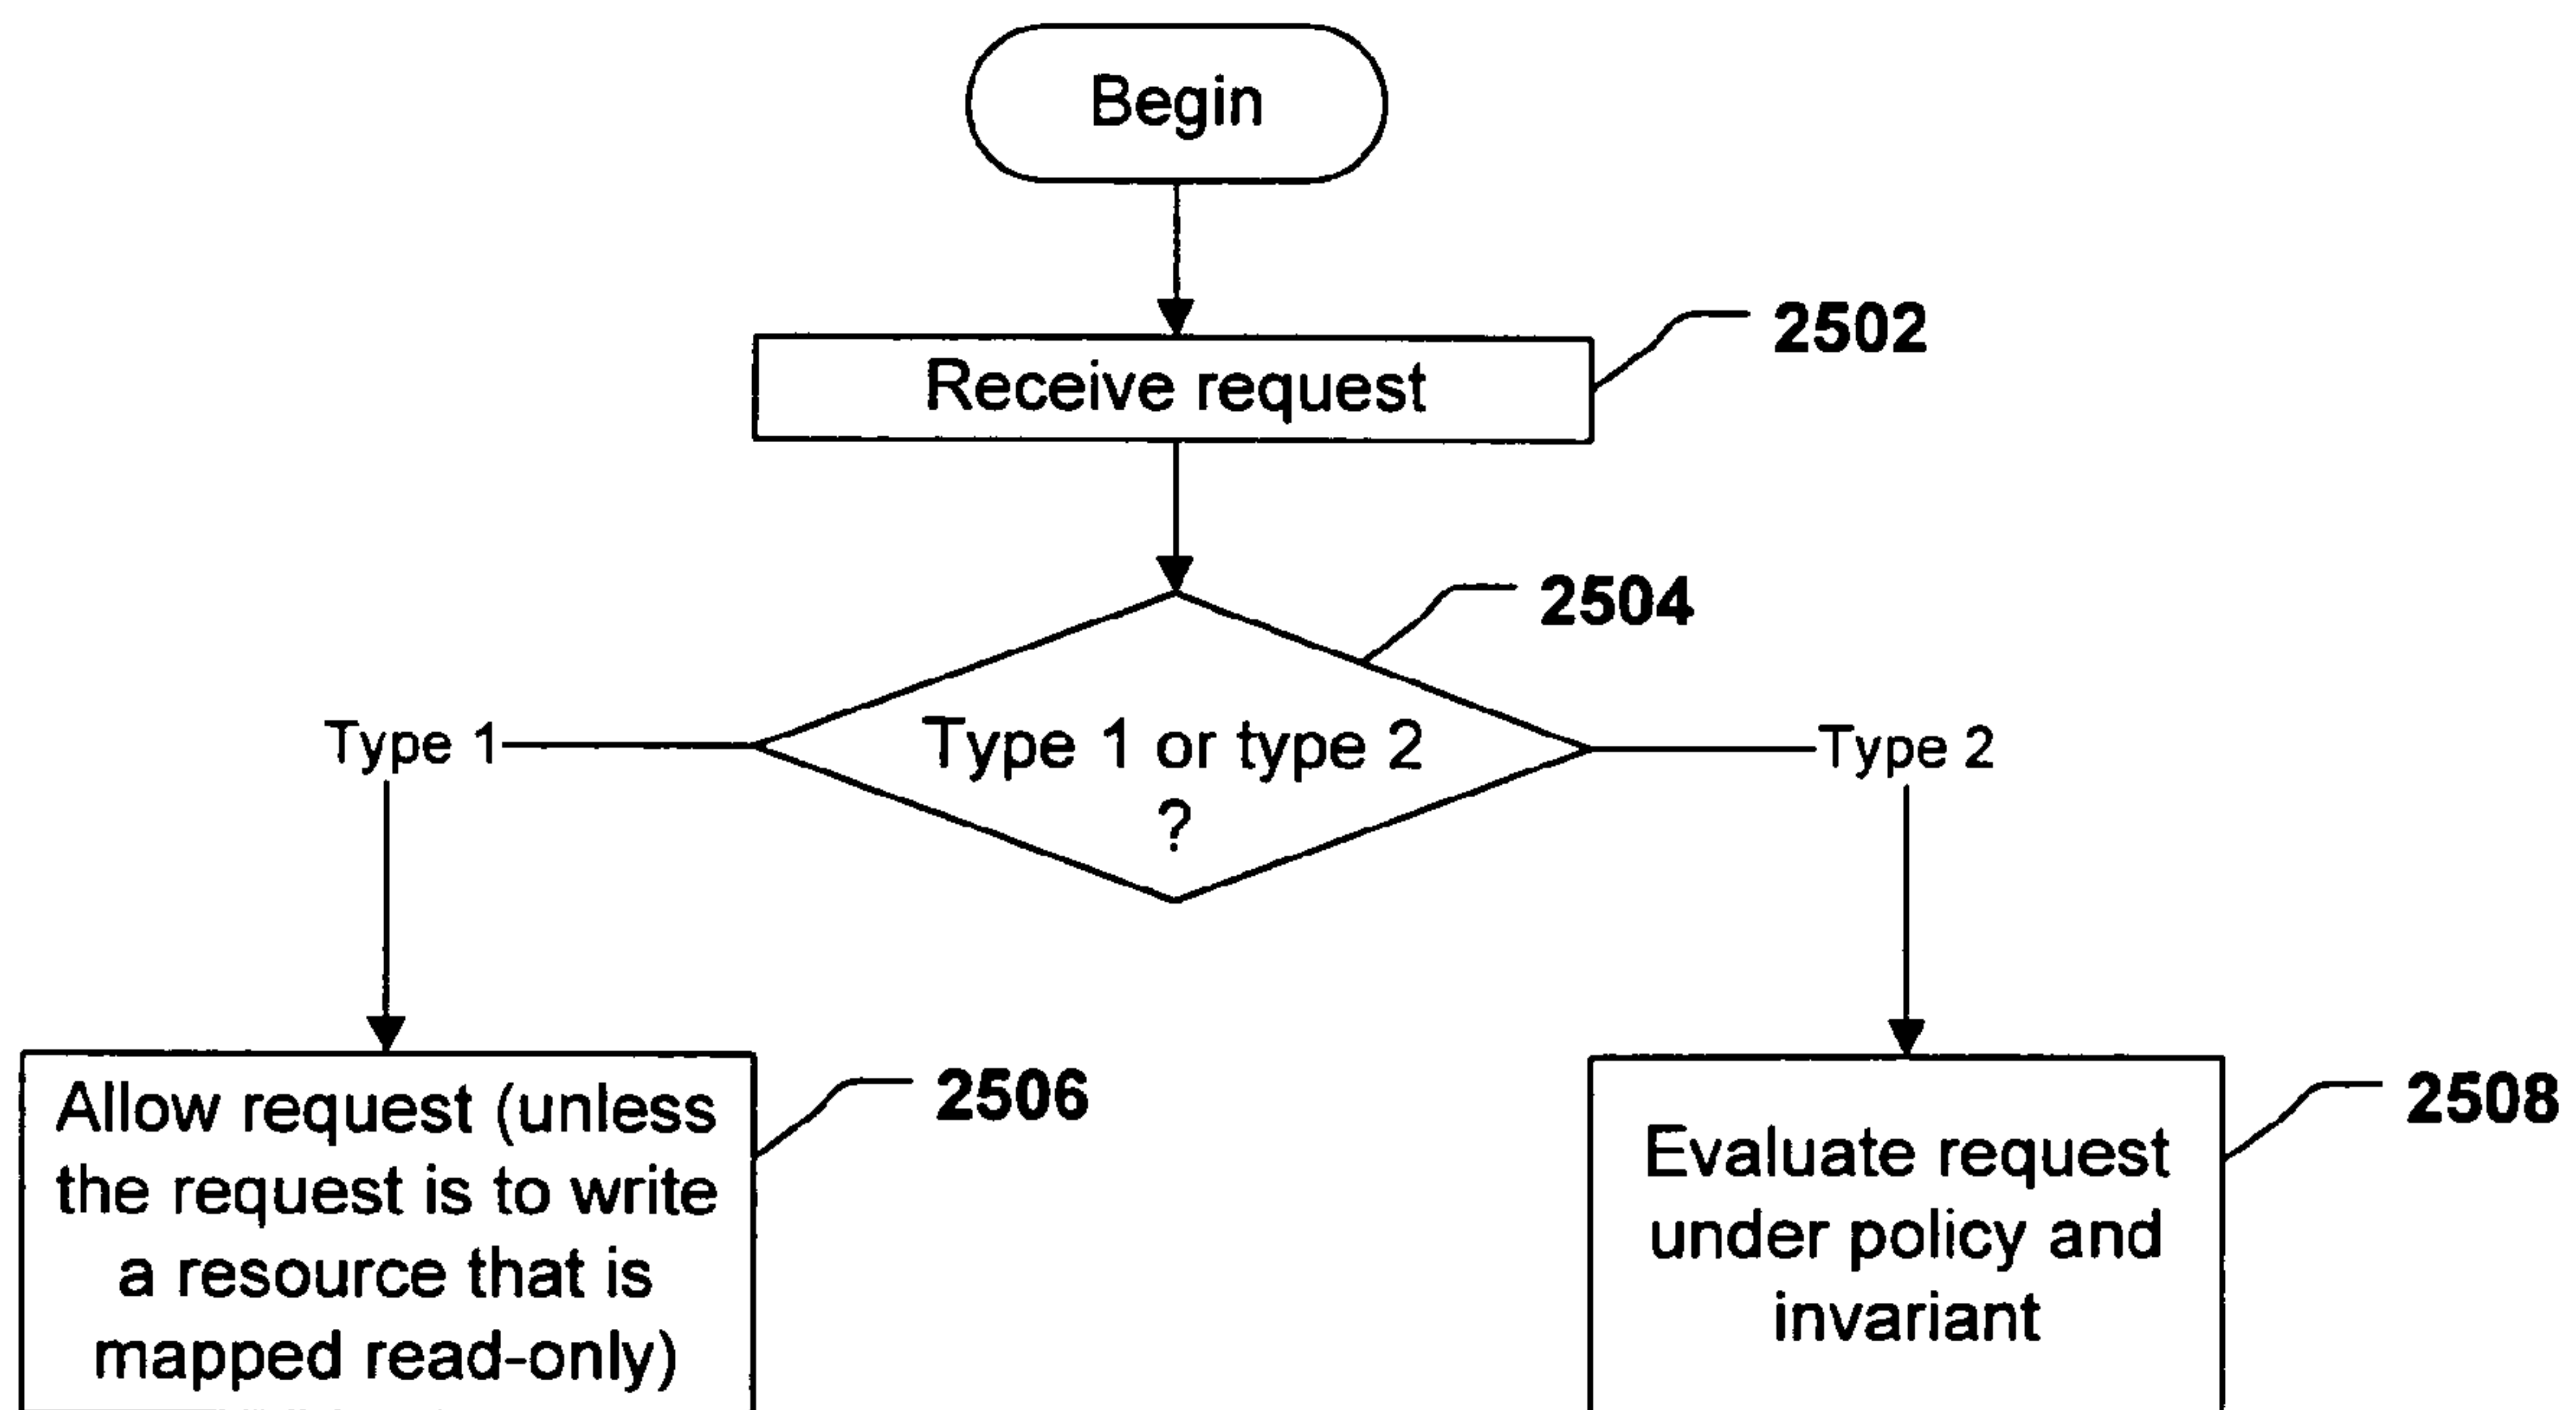 Begin
Receive request
2502
2504
Type 1 or type 2
?
Type 1
Type 2
Allow request (unless
the request is to write
a resource that is
mapped read-only)
2506
Evaluate request
under policy and
invariant
2508